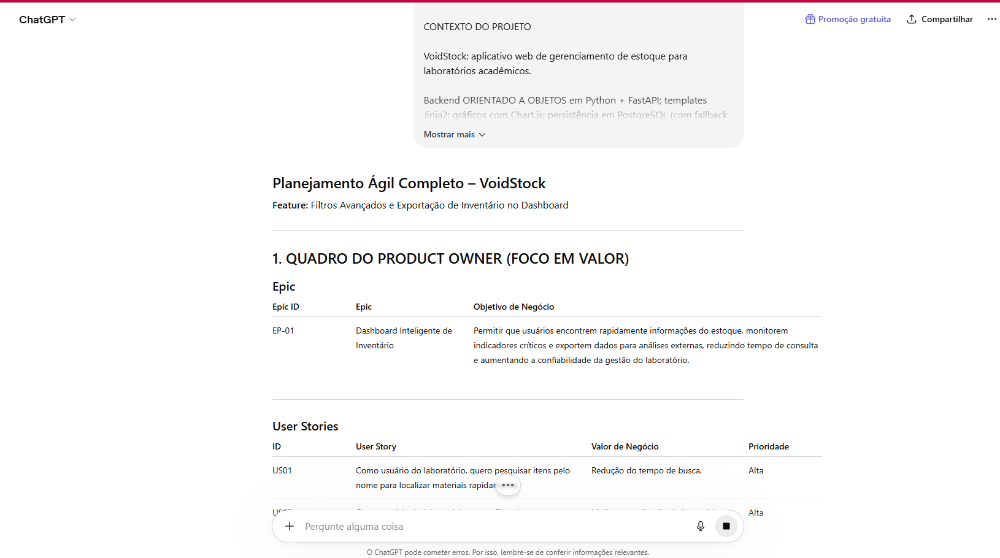 ChatGPT
Promoção gratuita
Compartilhar
CONTEXTO DO PROJETO
VoidStock: aplicativo web de gerenciamento de estoque para
laboratórios acadêmicos.
Backend ORIENTADO A OBJETOS em Python + FastAPI; templates
Jinja2; gráficos com Chart.js; persistência em PostgreSQL (com fallback
Mostrar mais
Planejamento Ágil Completo – VoidStock
Feature: Filtros Avançados e Exportação de Inventário no Dashboard
1. QUADRO DO PRODUCT OWNER (FOCO EM VALOR)
Epic
Epic ID Epic Objetivo de Negócio
EP-01 Dashboard Inteligente de Permitir que usuários encontrem rapidamente informações do estoque, monitorem
Inventário indicadores críticos e exportem dados para análises externas, reduzindo tempo de consulta
e aumentando a confiabilidade da gestão do laboratório.
User Stories
ID User Story Valor de Negócio Prioridade
US01 Como usuário do laboratório, quero pesquisar itens pelo Redução do tempo de busca. Alta
nome para localizar materiais
Alta
Pergunte alguma coisa
O ChatGPT pode cometer erros. Por isso, lembre-se de conferir informações relevantes.